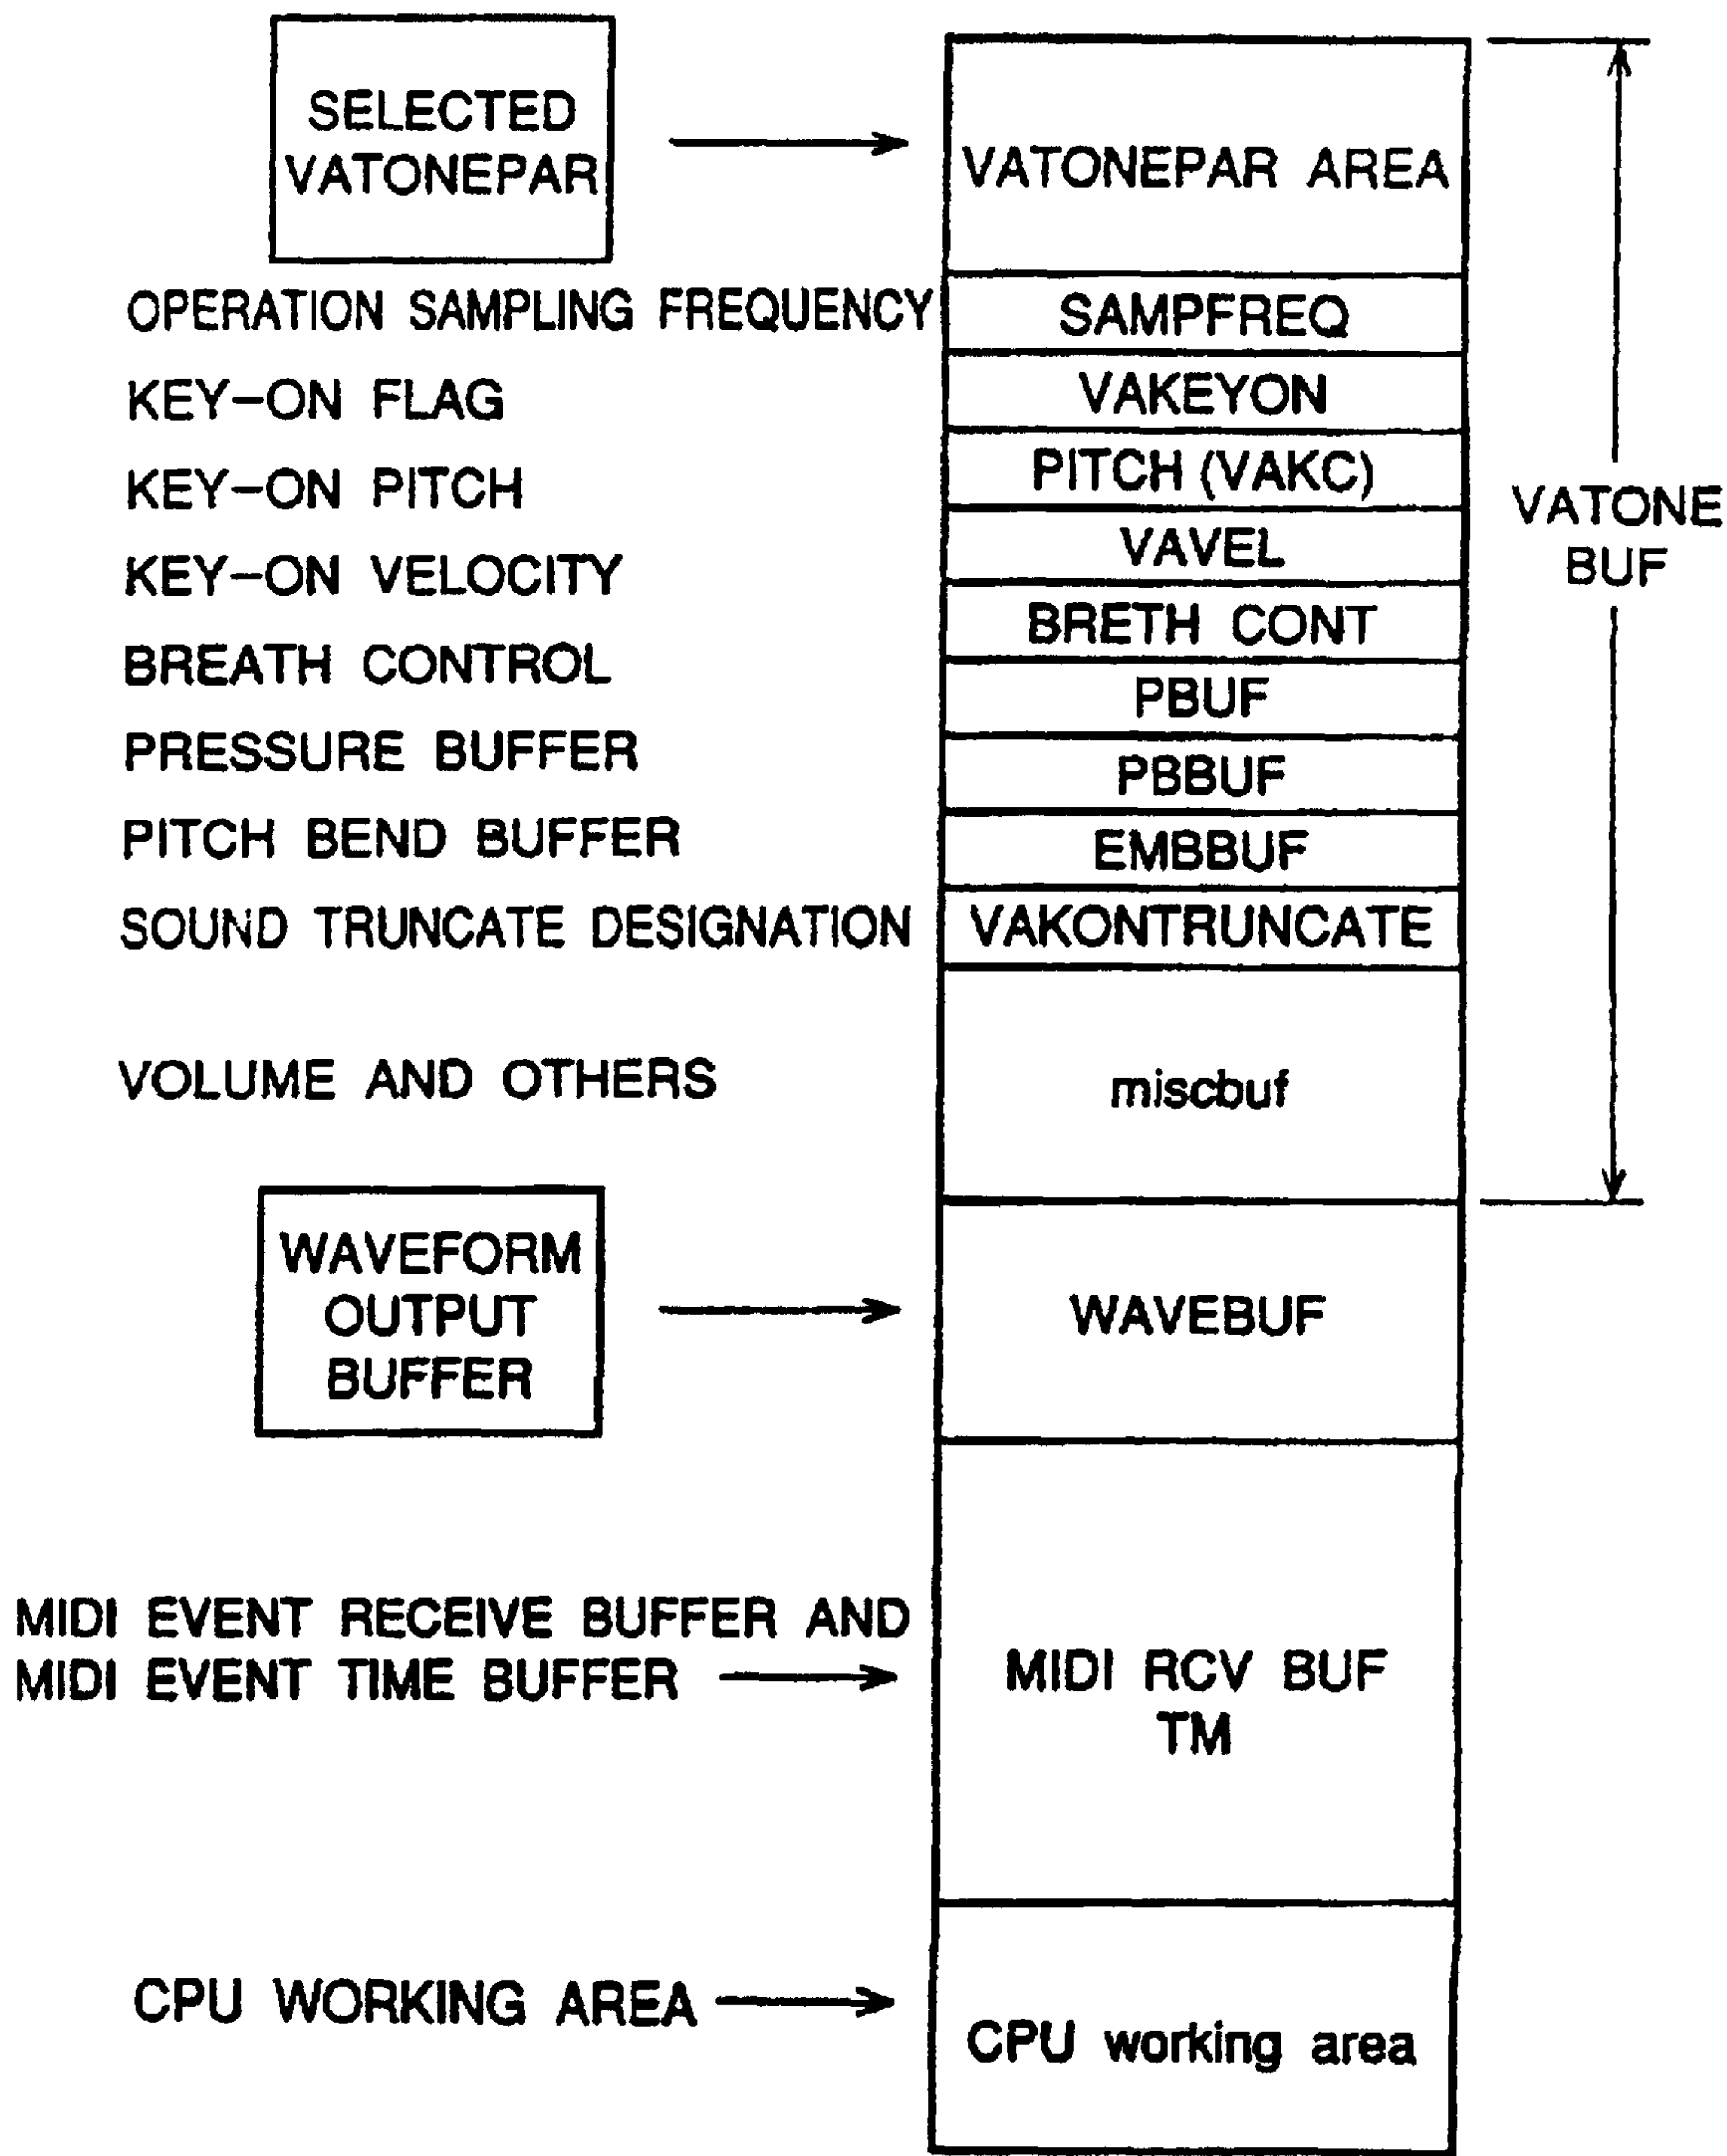 SELECTED
VATONEPAR
VATONEPAR AREA
OPERATION SAMPLING FREQUENCY
SAMPFREQ
KEY-ON FLAG
VAKEYON
KEY-ON PITCH
PITCH (VAKC)
KEY-ON VELOCITY
VAVEL
BREATH CONTROL
BRETH CONT
PRESSURE BUFFER
PBUF
PITCH BEND BUFFER
PBBUF
EMBBUF
SOUND TRUNCATE DESIGNATION
VAKONTRUNCATE
VOLUME AND OTHERS
miscbuf
VATONE
BUF
WAVEFORM
OUTPUT
BUFFER
WAVEBUF
MIDI EVENT RECEIVE BUFFER AND
MIDI EVENT TIME BUFFER
MIDI RCV BUF
TM
CPU WORKING AREA
CPU working area